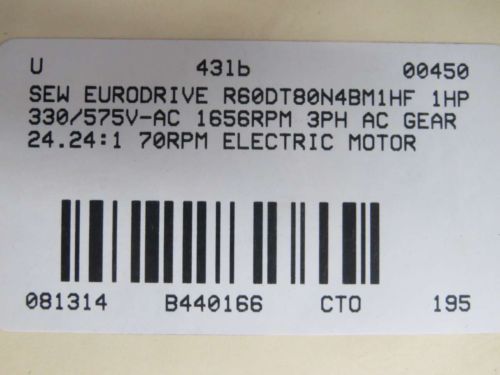 U 43lb 00450
SEW EURODRIVE R60DT80N4BM1HF 1HP
330/575V-AC 1656RPM 3PH AC GEAR
24.24:1 70RPM ELECTRIC MOTOR
081314 B440166 CTO 195